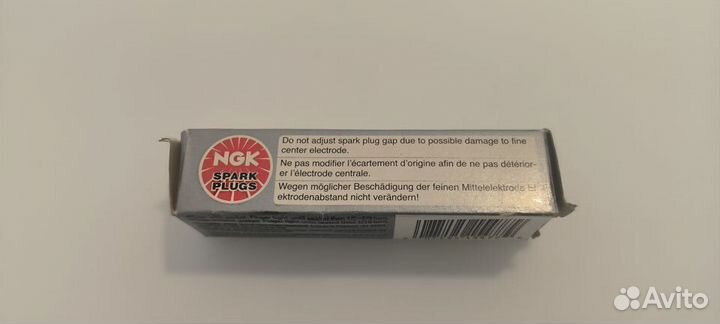 NGK
SPARK
PLUGS
Do not adjust spark plug gap due to possible damage to fine
center electrode.
Ne pas modifier l'écartement d'origine afin de ne pas détérior-
er l'électrode centrale.
Wegen möglicher Beschädigung der feinen Mittelelektrode El
ektrodenabstand nicht verändern!
Avito